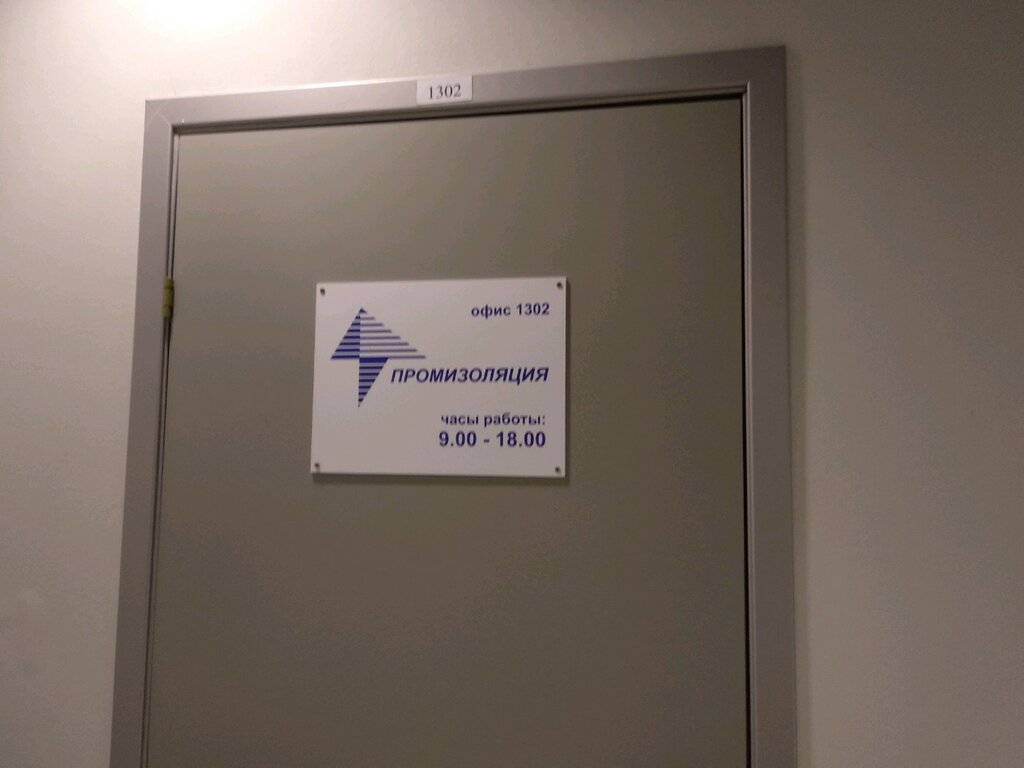 1302
офис 1302
ПРОМИЗОЛЯЦИЯ
часы работы:
9.00 - 18.00